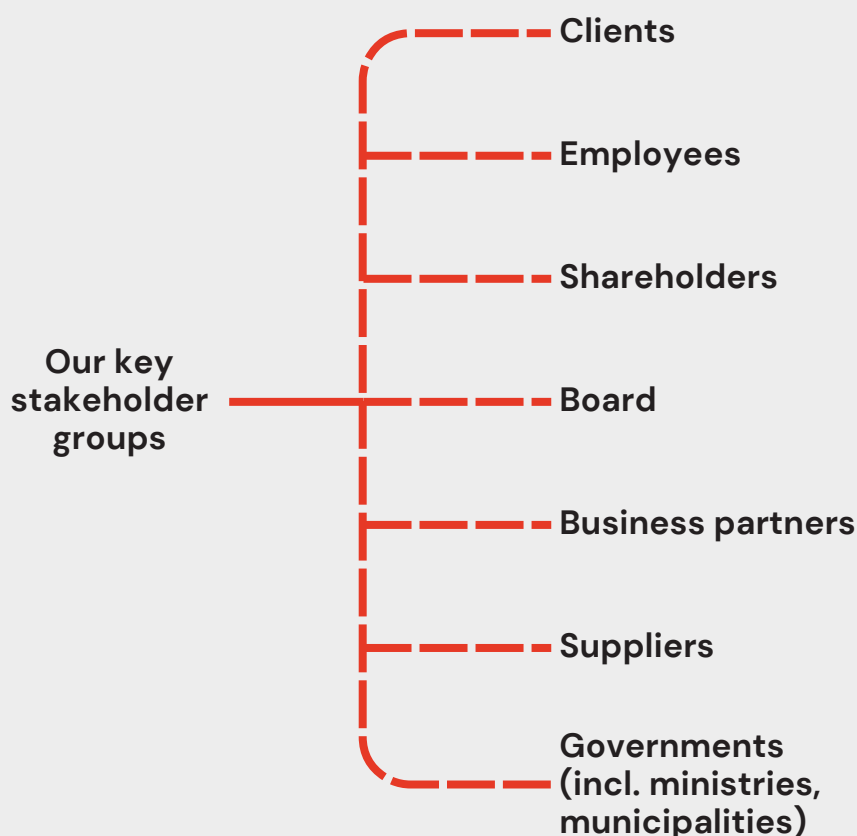 Clients
Employees
Shareholders
Our key
stakeholder
groups
Board
Business partners
Suppliers
Governments
(incl. ministries,
municipalities)